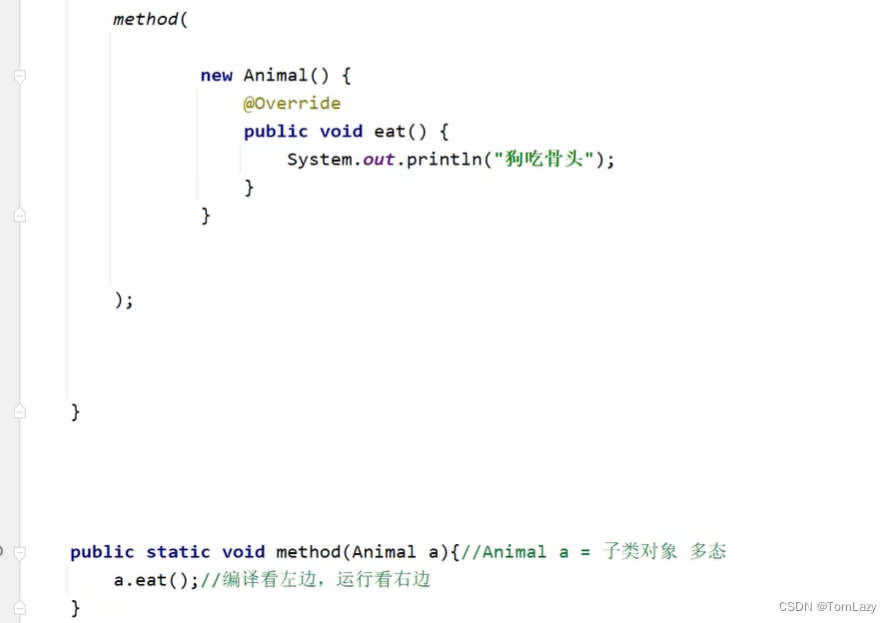 method(
new Animal() {
@Override
public void eat() {
System.out.println("狗吃骨头");
}
}
);
}
public static void method(Animal a){//Animal a = 子类对象 多态
a.eat();//编译看左边，运行看右边
}
CSDN @TomLazy